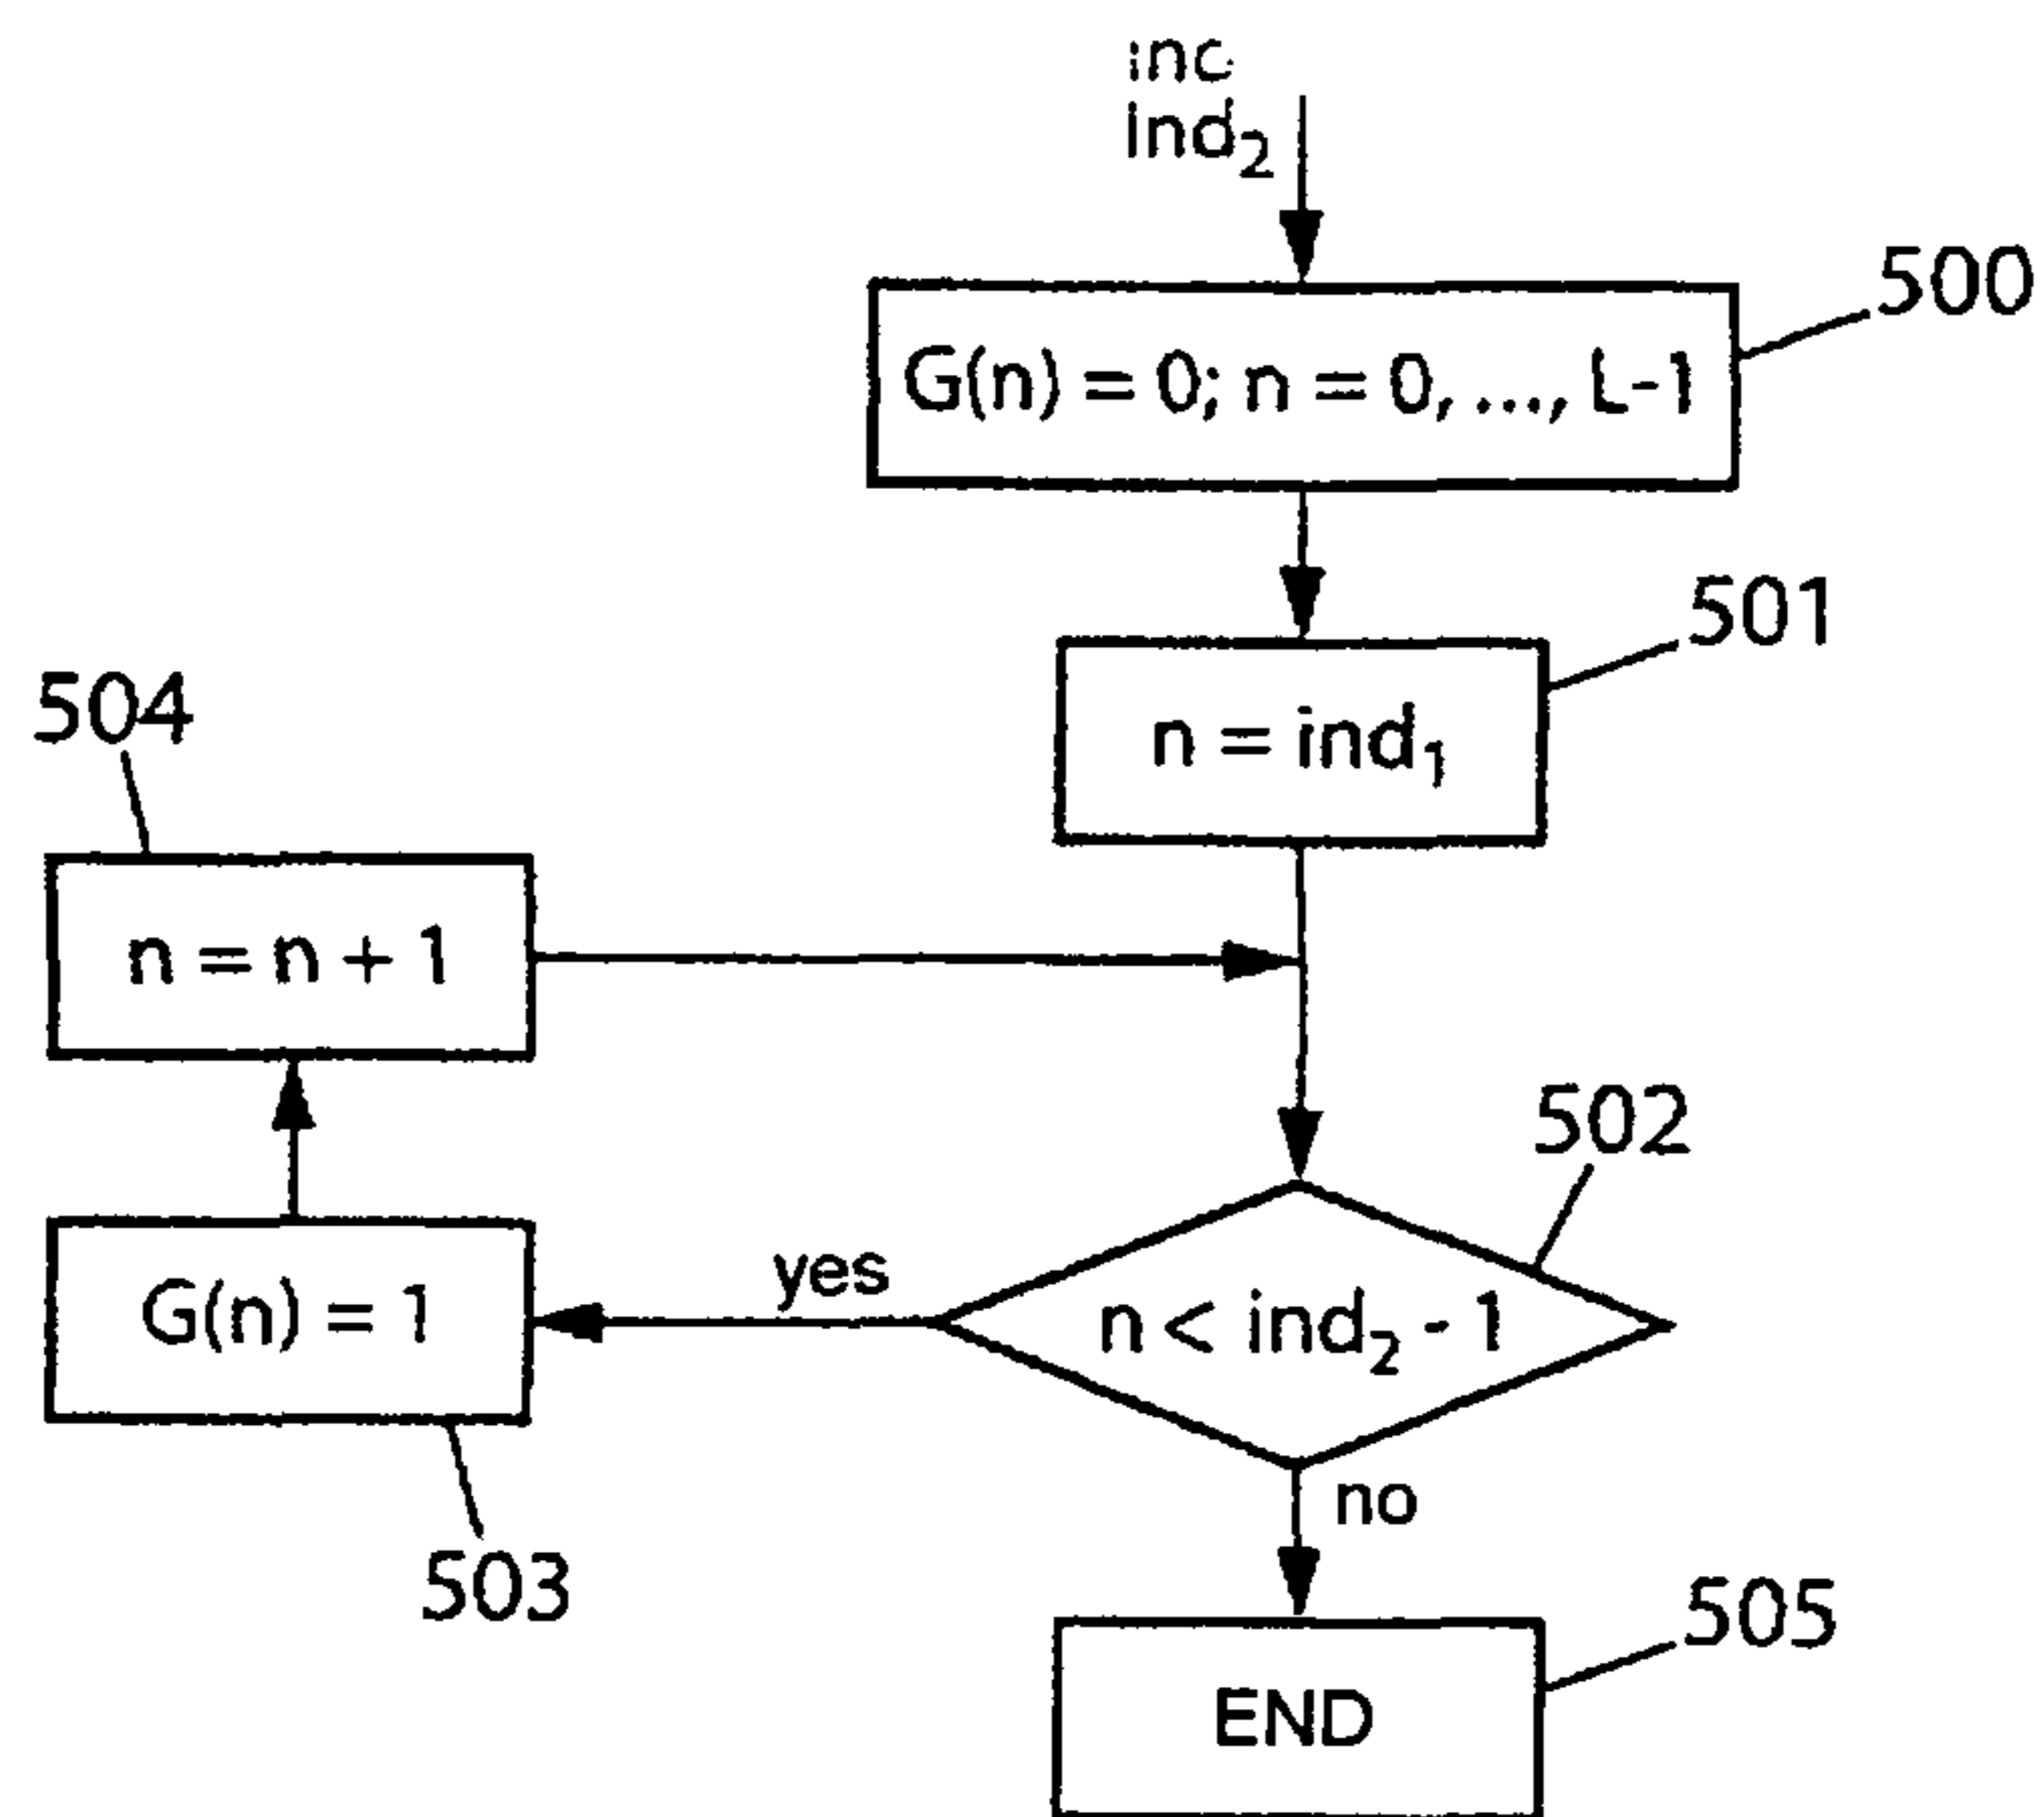 inc
ind₂
500
G(n) = 0; n = 0, ..., L-1
501
n = ind₁
504
n = n + 1
502
n < ind₂ - 1
yes
G(n) = 1
503
no
505
END